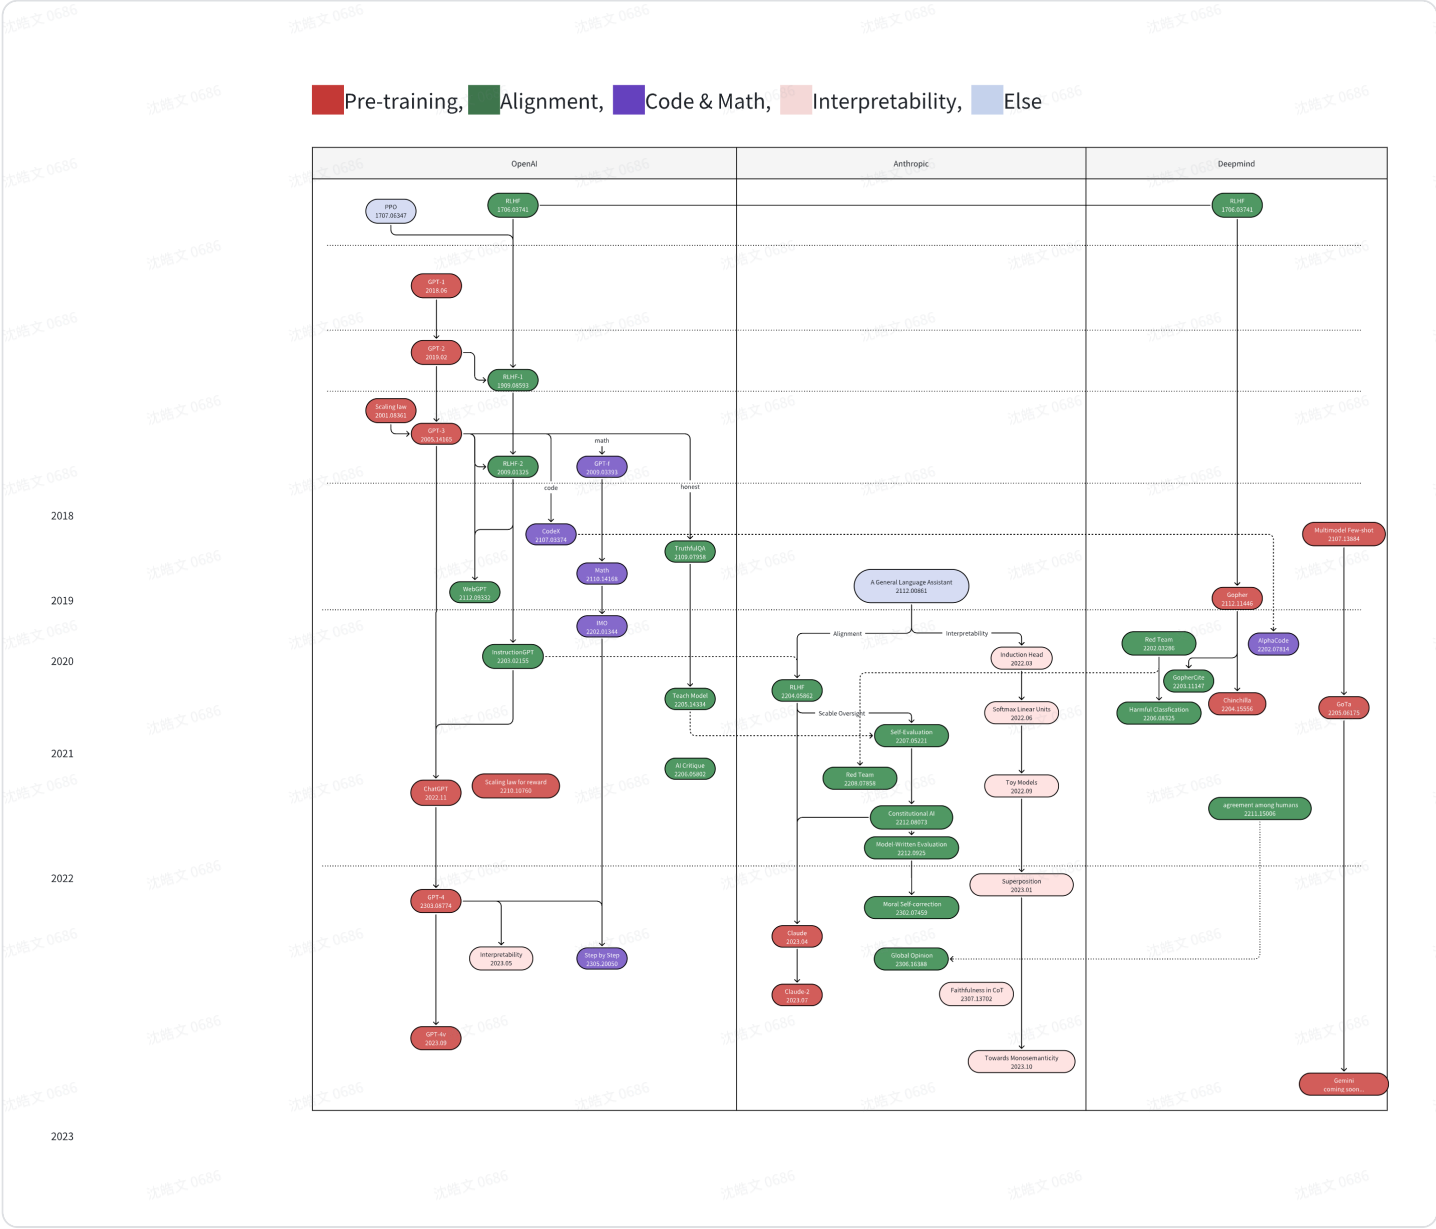 Pre-training, Alignment, Code & Math, Interpretability, Else
OpenAI
Anthropic
Deepmind
PPO
1707.06347
RLHF
1706.03741
RLHF
1706.03741
GPT-1
2018.06
GPT-2
2019.02
RLHF-1
1909.08593
Scaling law
2001.08361
GPT-3
2005.14165
math
RLHF-2
2009.01325
GPT-f
2009.03393
code
honest
2018
CodeX
2107.03374
Multimodel Few-shot
2107.13884
TruthfulQA
2109.07958
Math
2110.14168
A General Language Assistant
2112.00861
WebGPT
2112.09332
Gopher
2112.11446
2019
IMO
2202.01344
Alignment
Interpretability
Red Team
2202.03286
AlphaCode
2202.07814
InstructionGPT
2203.02155
Induction Head
2022.03
2020
GopherCite
2203.11147
RLHF
2204.05862
Teach Model
2205.14334
Chinchilla
2204.15556
GoTa
2205.06175
Scable Oversight
Softmax Linear Units
2022.06
Harmful Classfication
2206.08325
Self-Evaluation
2207.05221
2021
AI Critique
2206.05802
Red Team
2209.07858
Scaling law for reward
2210.10760
ChatGPT
2022.11
Toy Models
2022.09
agreement among humans
2211.15006
Constitutional AI
2212.08073
Model-Written Evaluation
2212.0925
2022
Superposition
2023.01
GPT-4
2303.08774
Moral Self-correction
2302.07459
Claude
2023.04
Interpretability
2023.05
Step by Step
2305.20050
Global Opinion
2306.16388
Claude-2
2023.07
Faithfulness in CoT
2307.13702
GPT-4v
2023.09
Towards Monosemanticity
2023.10
Gemini
coming soon...
2023
沈皓文 0686